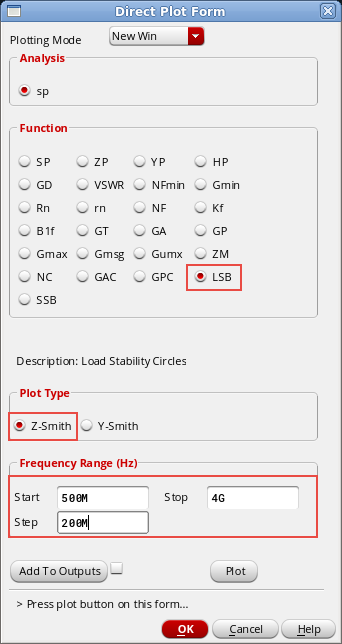 Direct Plot Form
Plotting Mode New Win
Analysis
sp
Function
SP ZP YP HP
GD VSWR NFmin Gmin
Rn rn NF Kf
B1f GT GA GP
Gmax Gmsg Gumx ZM
NC GAC GPC LSB
SSB
Description: Load Stability Circles
Plot Type
Z-Smith Y-Smith
Frequency Range (Hz)
Start 500M Stop 4G
Step 200M
Add To Outputs Plot
> Press plot button on this form...
OK Cancel Help